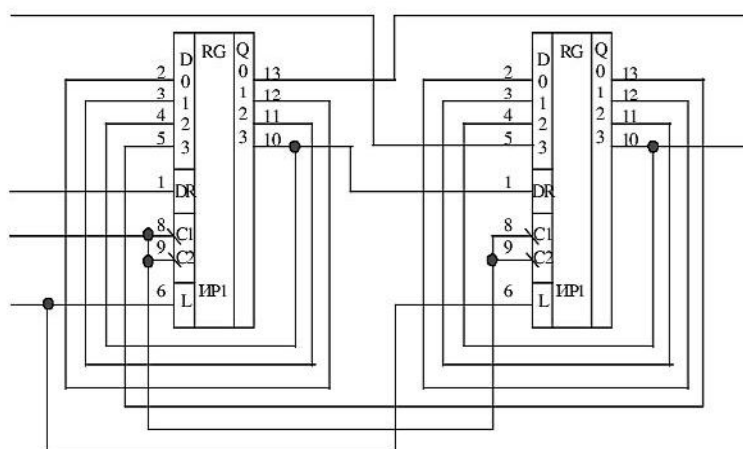 D RG Q
2 0 0 13
3 1 1 12
4 2 2 11
5 3 3 10
1 DR
8 C1
9 C2
6 L ИР1
D RG Q
2 0 0 13
3 1 1 12
4 2 2 11
5 3 3 10
1 DR
8 C1
9 C2
6 L ИР1